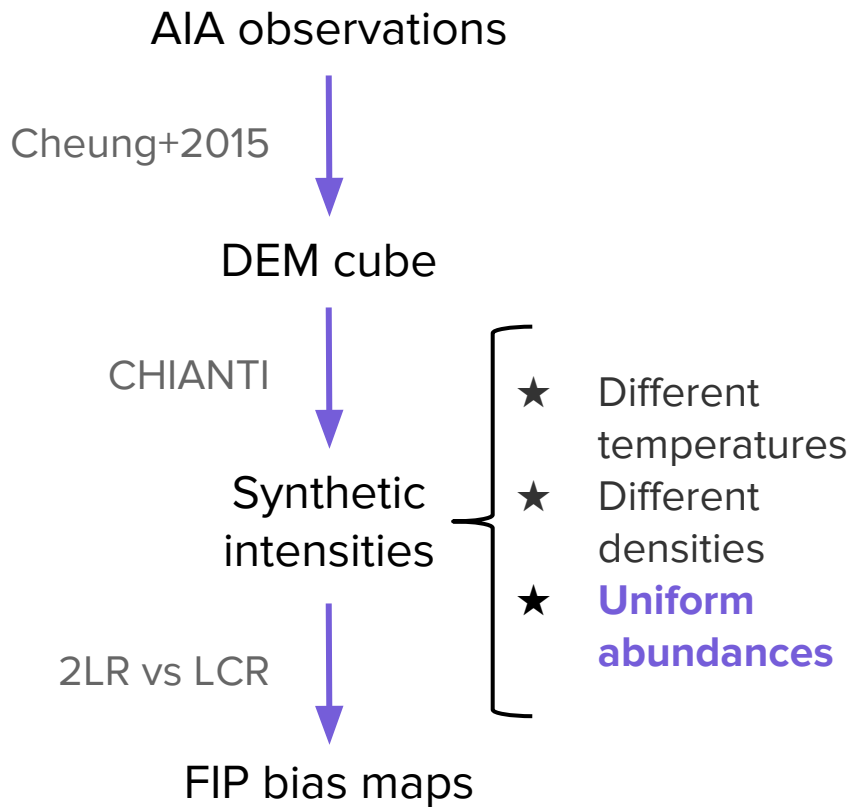 AIA observations
Cheung+2015
DEM cube
CHIANTI
Synthetic
intensities
★ Different
temperatures
★ Different
densities
★ Uniform
abundances
2LR vs LCR
FIP bias maps